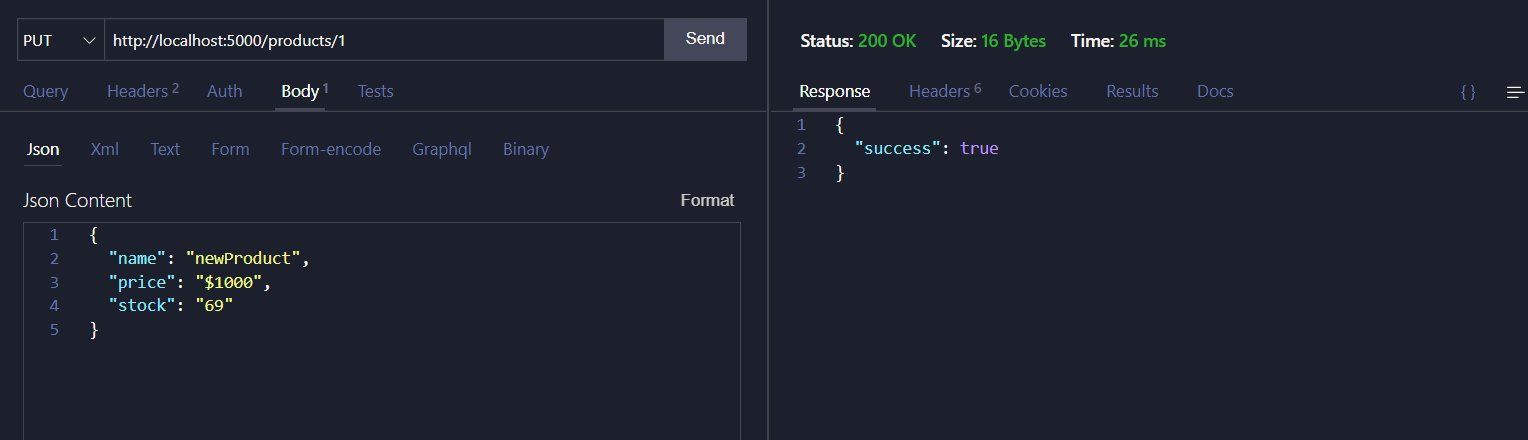 PUT http://localhost:5000/products/1 Send
Query Headers 2 Auth Body 1 Tests
Json Xml Text Form Form-encode Graphql Binary
Json Content Format
1 {
2 "name": "newProduct",
3 "price": "$1000",
4 "stock": "69"
5 }
Status: 200 OK Size: 16 Bytes Time: 26 ms
Response Headers 6 Cookies Results Docs { }
1 {
2 "success": true
3 }